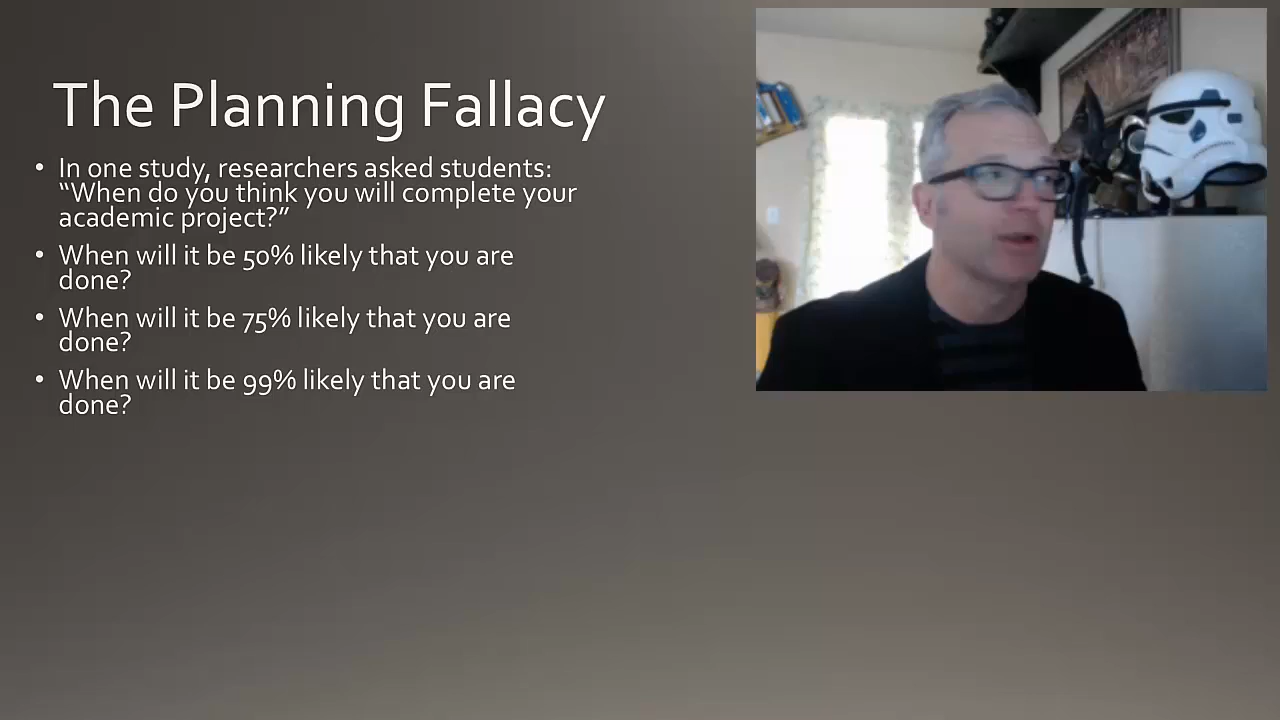 The Planning Fallacy
• In one study, researchers asked students:
“When do you think you will complete your
academic project?”
• When will it be 50% likely that you are
done?
• When will it be 75% likely that you are
done?
• When will it be 99% likely that you are
done?